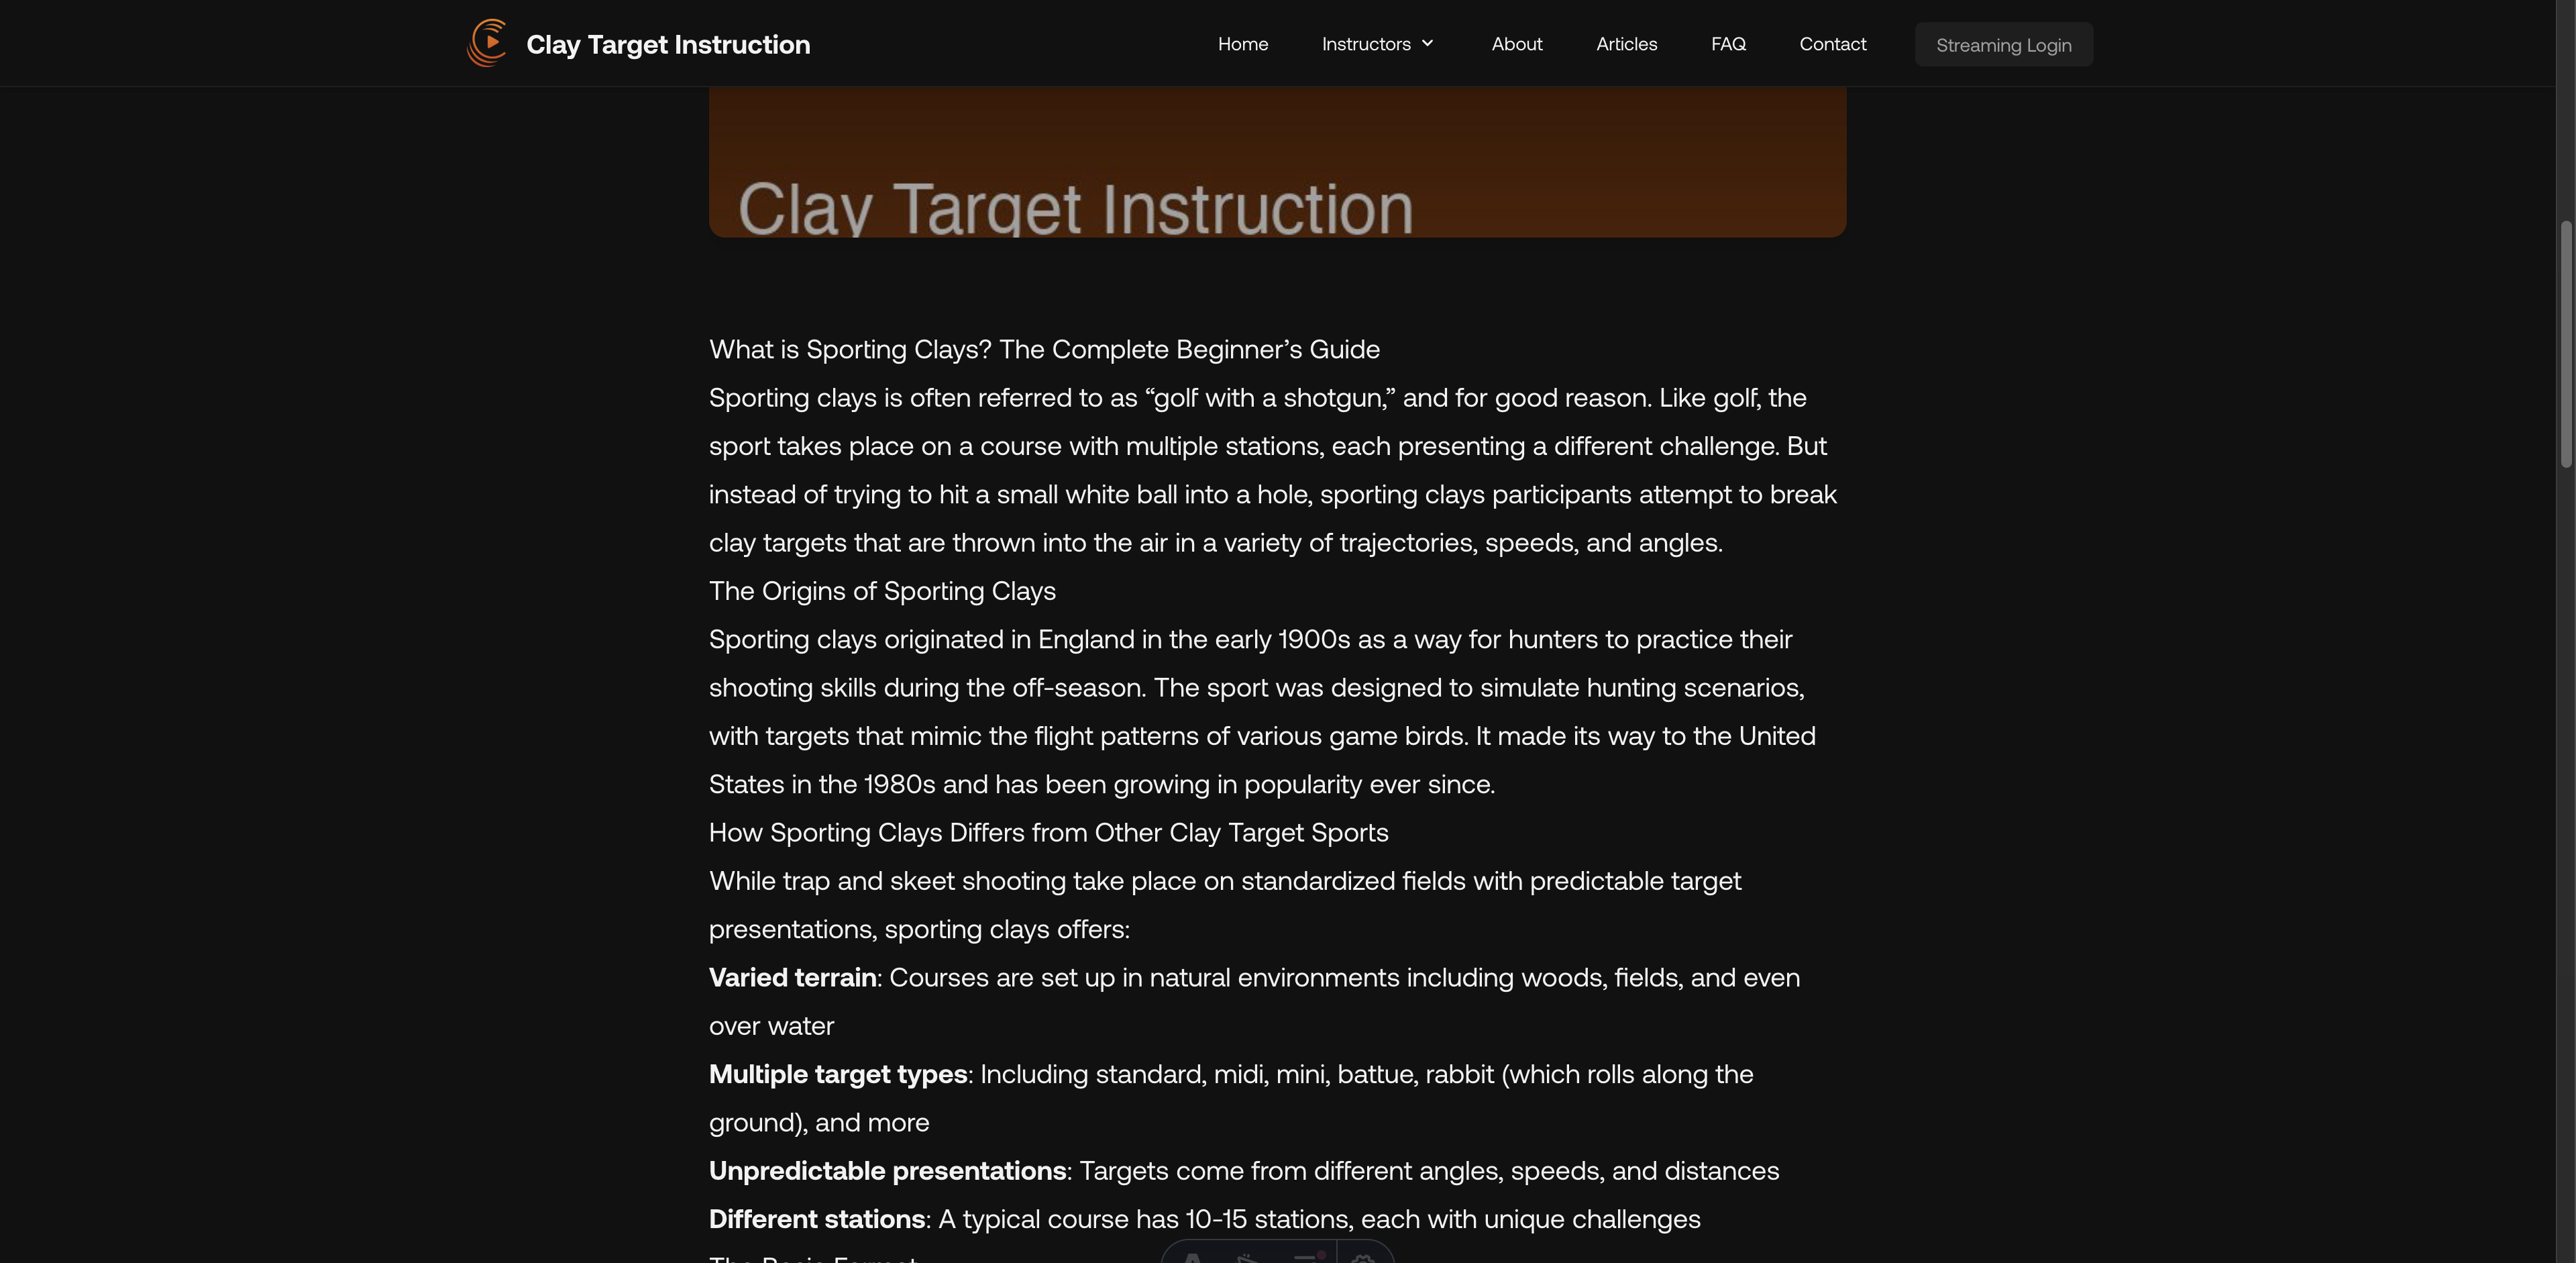 Clay Target Instruction
Home
Instructors
About
Articles
FAQ
Contact
Streaming Login
Clay Target Instruction
What is Sporting Clays? The Complete Beginner’s Guide
Sporting clays is often referred to as “golf with a shotgun,” and for good reason. Like golf, the
sport takes place on a course with multiple stations, each presenting a different challenge. But
instead of trying to hit a small white ball into a hole, sporting clays participants attempt to break
clay targets that are thrown into the air in a variety of trajectories, speeds, and angles.
The Origins of Sporting Clays
Sporting clays originated in England in the early 1900s as a way for hunters to practice their
shooting skills during the off-season. The sport was designed to simulate hunting scenarios,
with targets that mimic the flight patterns of various game birds. It made its way to the United
States in the 1980s and has been growing in popularity ever since.
How Sporting Clays Differs from Other Clay Target Sports
While trap and skeet shooting take place on standardized fields with predictable target
presentations, sporting clays offers:
Varied terrain: Courses are set up in natural environments including woods, fields, and even
over water
Multiple target types: Including standard, midi, mini, battue, rabbit (which rolls along the
ground), and more
Unpredictable presentations: Targets come from different angles, speeds, and distances
Different stations: A typical course has 10-15 stations, each with unique challenges
The Basic Format